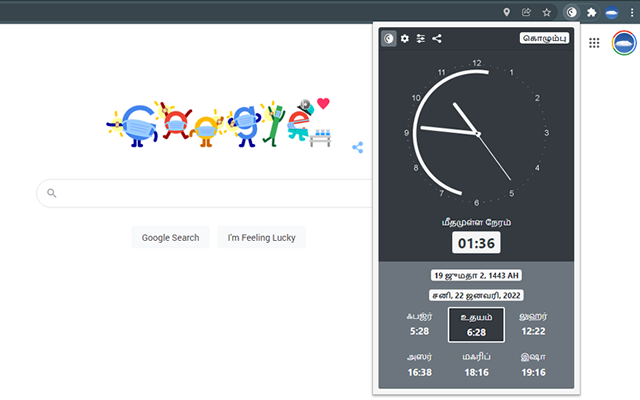 Google
Google Search
I'm Feeling Lucky
கொழும்பு
12
1
2
3
4
5
6
7
8
9
10
11
மீதமுள்ள நேரம்
01:36
19 ஜுமதா 2, 1443 AH
சனி, 22 ஜனவரி, 2022
ஃபஜ்ர் உதயம் லுஹர்
5:28 6:28 12:22
அஸர் மஃரிப் இஷா
16:38 18:16 19:16